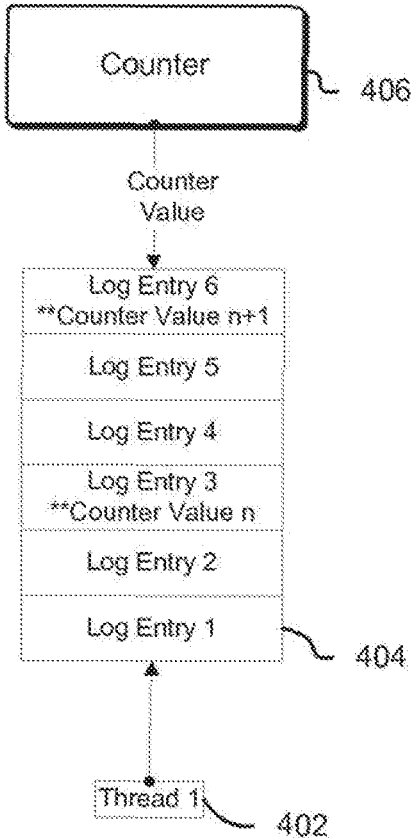 Counter
406
Counter
Value
Log Entry 6
**Counter Value n+1
Log Entry 5
Log Entry 4
Log Entry 3
**Counter Value n
Log Entry 2
Log Entry 1
404
Thread 1
402